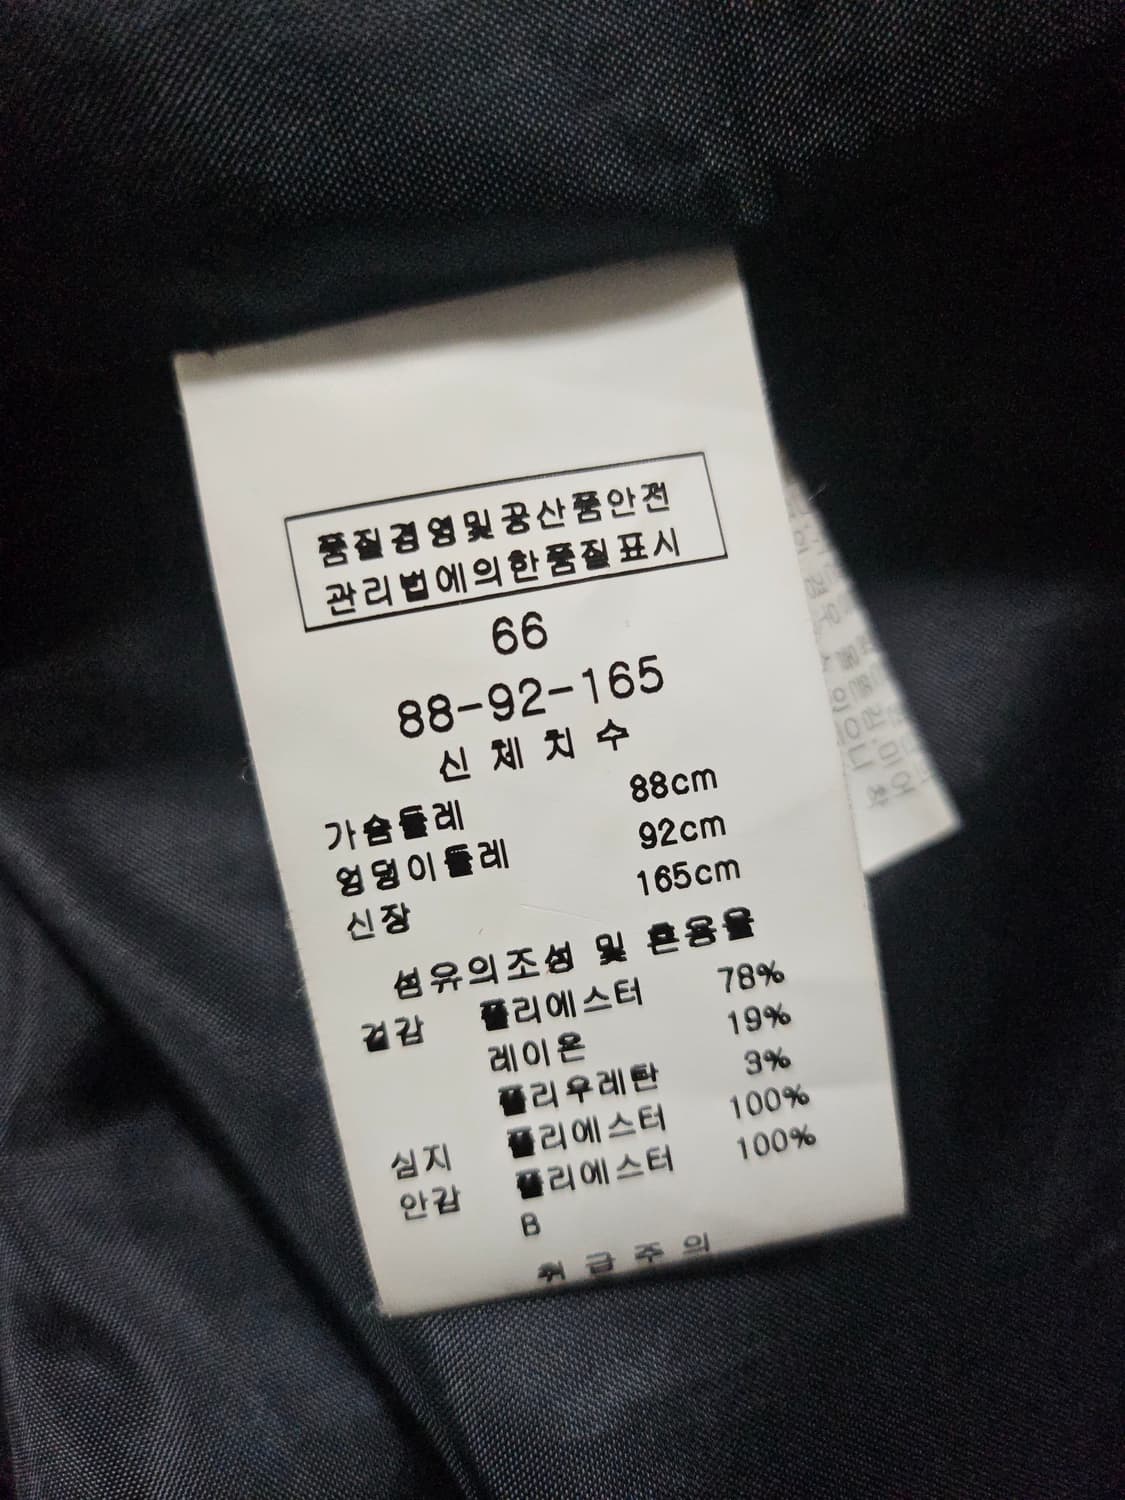 품질경영및공산품안전
관리법에의한품질표시
66
88-92-165
신 체 치 수
가슴둘레 88cm
엉덩이둘레 92cm
신장 165cm
섬유의조성 및 혼용율
겉감 폴리에스터 78%
레이온 19%
폴리우레탄 3%
심지 폴리에스터 100%
안감 폴리에스터 100%
B
취 급 주 의
경우